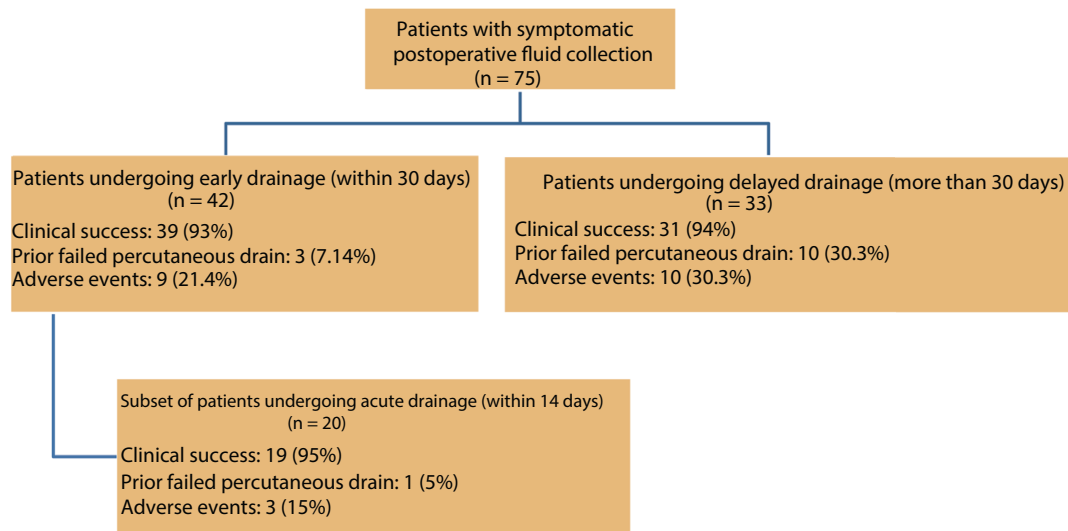 Patients with symptomatic
postoperative fluid collection
(n = 75)
Patients undergoing early drainage (within 30 days)
(n = 42)
Clinical success: 39 (93%)
Prior failed percutaneous drain: 3 (7.14%)
Adverse events: 9 (21.4%)
Patients undergoing delayed drainage (more than 30 days)
(n = 33)
Clinical success: 31 (94%)
Prior failed percutaneous drain: 10 (30.3%)
Adverse events: 10 (30.3%)
Subset of patients undergoing acute drainage (within 14 days)
(n = 20)
Clinical success: 19 (95%)
Prior failed percutaneous drain: 1 (5%)
Adverse events: 3 (15%)